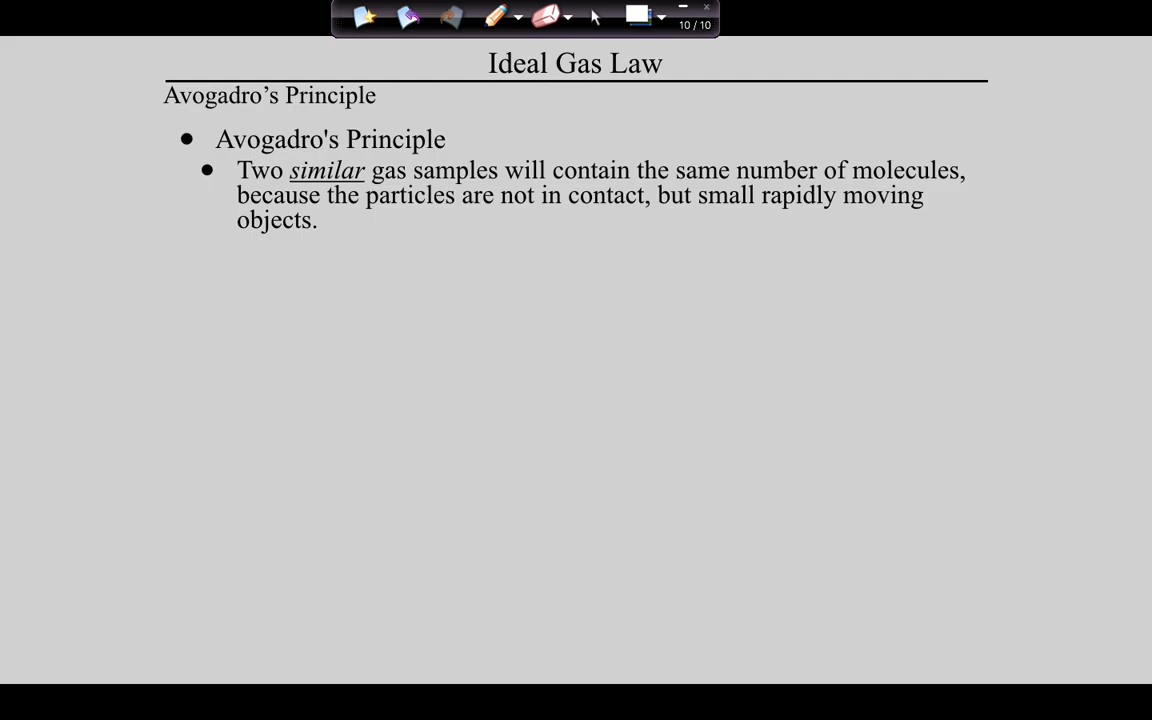 10 / 10
Ideal Gas Law
Avogadro’s Principle
● Avogadro's Principle
● Two similar gas samples will contain the same number of molecules,
because the particles are not in contact, but small rapidly moving
objects.